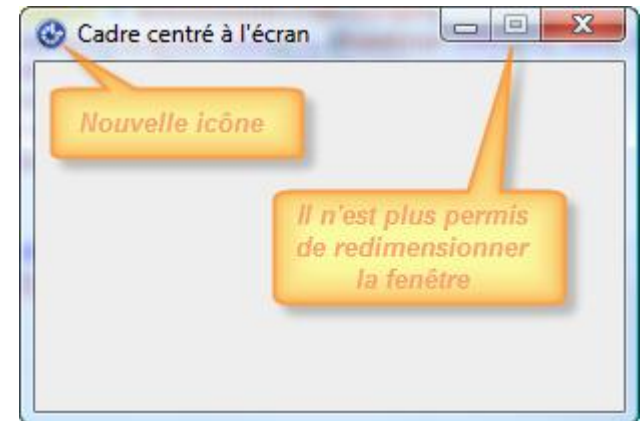 Cadre centré à l'écran
Nouvelle icône
Il n'est plus permis
de redimensionner
la fenêtre